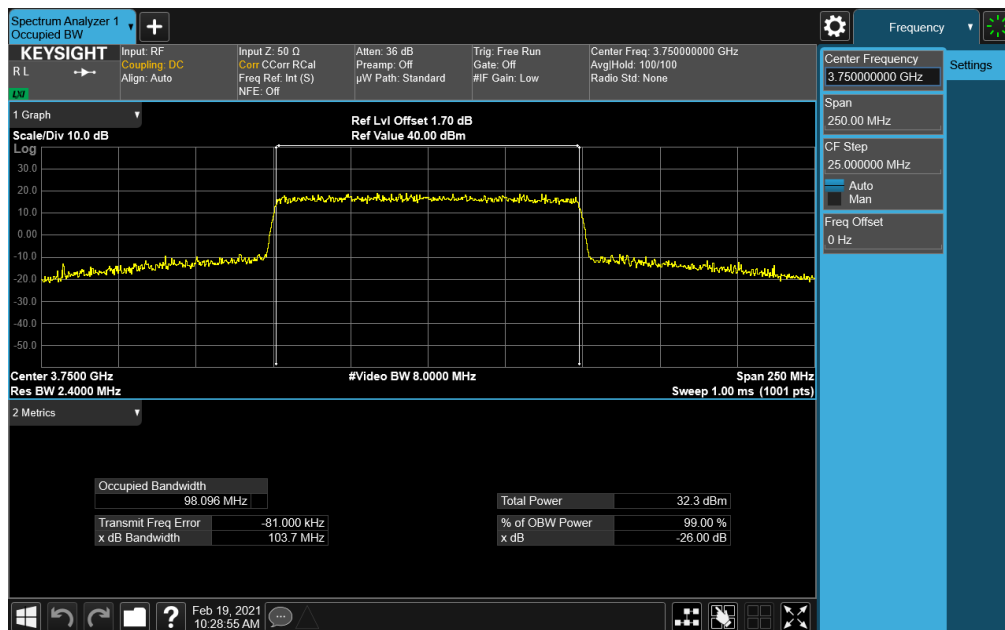 Spectrum Analyzer 1
Occupied BW
Frequency
KEYSIGHT
R L
LXI
Input: RF
Coupling: DC
Align: Auto
Input Z: 50 Ω
Corr CCorr RCal
Freq Ref: Int (S)
NFE: Off
Atten: 36 dB
Preamp: Off
µW Path: Standard
Trig: Free Run
Gate: Off
#IF Gain: Low
Center Freq: 3.750000000 GHz
Avg|Hold: 100/100
Radio Std: None
Center Frequency
3.750000000 GHz
Settings
Span
250.00 MHz
CF Step
25.000000 MHz
Auto
Man
Freq Offset
0 Hz
1 Graph
Scale/Div 10.0 dB
Ref Lvl Offset 1.70 dB
Ref Value 40.00 dBm
Log
30.0
20.0
10.0
0.00
-10.0
-20.0
-30.0
-40.0
-50.0
Center 3.7500 GHz
#Video BW 8.0000 MHz
Span 250 MHz
Res BW 2.4000 MHz
Sweep 1.00 ms (1001 pts)
2 Metrics
Occupied Bandwidth
98.096 MHz
Transmit Freq Error -81.000 kHz
x dB Bandwidth 103.7 MHz
Total Power 32.3 dBm
% of OBW Power 99.00 %
x dB -26.00 dB
Feb 19, 2021
10:28:55 AM